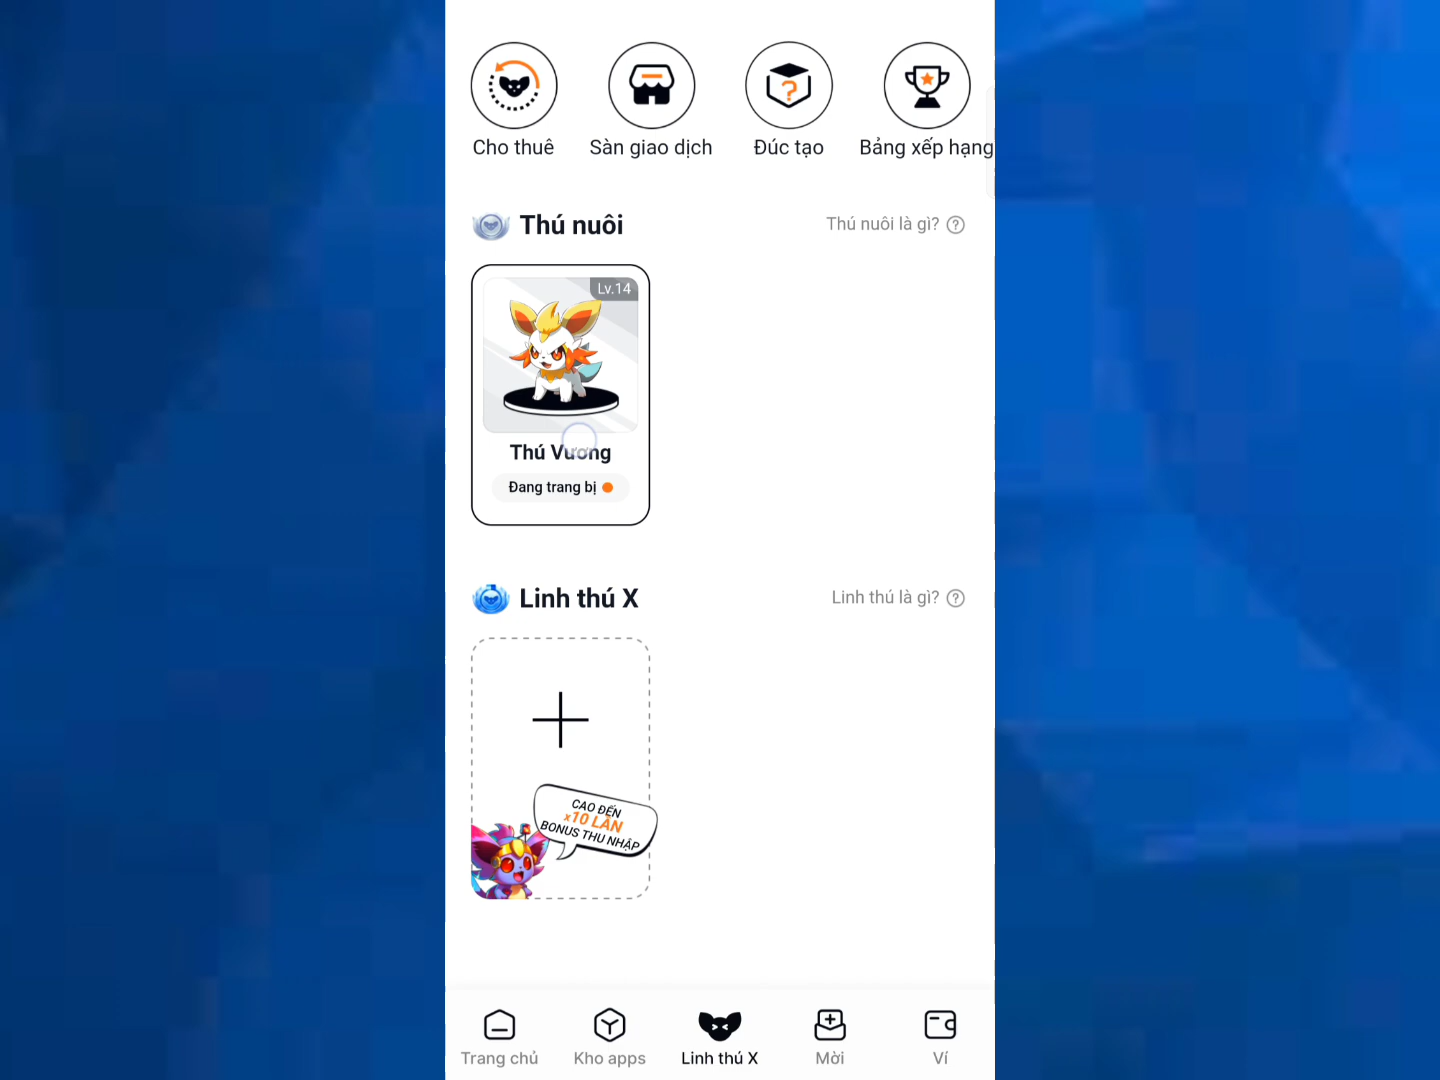 Cho thuê
Sàn giao dịch
Đúc tạo
Bảng xếp hạng
Thú nuôi
Thú nuôi là gì? ?
Lv.14
Thú Vương
Đang trang bị
Linh thú X
Linh thú là gì? ?
CAO ĐẾN
x10 LẦN
BONUS THU NHẬP
Trang chủ
Kho apps
Linh thú X
Mời
Ví